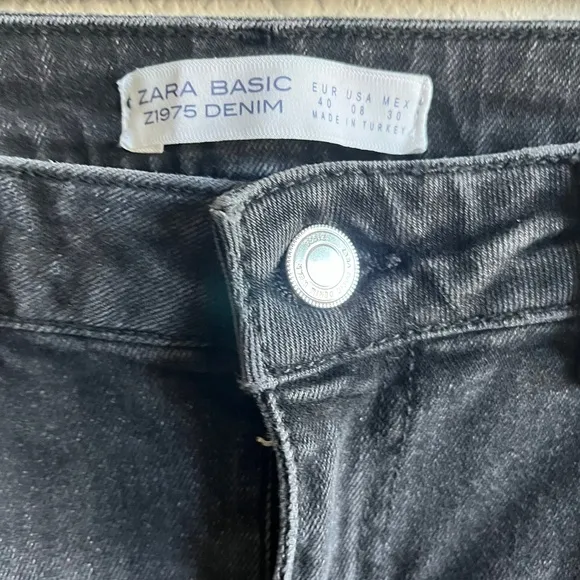 ZARA BASIC
Z1975 DENIM
EUR USA MEX
40 08 30
MADE IN TURKEY